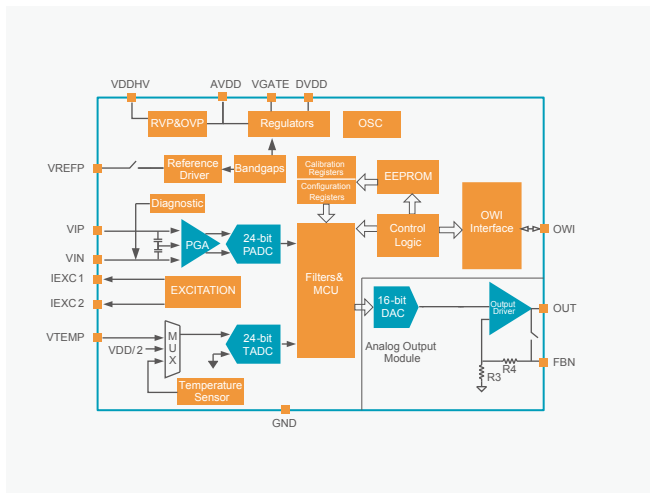 VDDHV
AVDD
VGATE
DVDD
RVP&OVP
Regulators
OSC
VREFP
Reference
Driver
Bandgaps
Calibration
Registers
Configuration
Registers
EEPROM
Diagnostic
VIP
VIN
PGA
24-bit
PADC
Control
Logic
OWI
Interface
OWI
IEXC1
IEXC2
EXCITATION
Filters&
MCU
16-bit
DAC
Output
Driver
OUT
Analog Output
Module
VTEMP
VDD/2
M
U
X
24-bit
TADC
R4
R3
FBN
Temperature
Sensor
GND